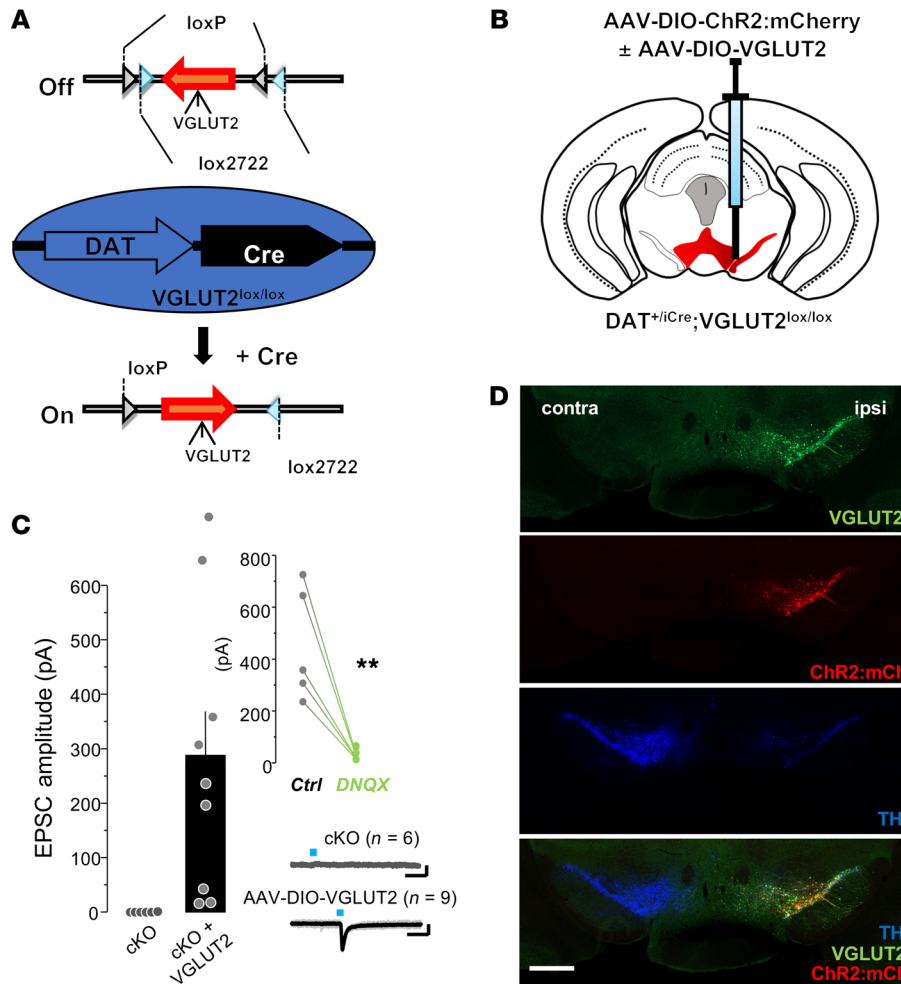 A
loxP
Off
VGLUT2
lox2722
DAT
Cre
VGLUT2lox/lox
+ Cre
loxP
On
VGLUT2
lox2722
B
AAV-DIO-ChR2:mCherry
± AAV-DIO-VGLUT2
DAT+/iCre;VGLUT2lox/lox
C
EPSC amplitude (pA)
600
500
400
300
200
100
0
cKO
cKO +
VGLUT2
(pA)
800
600
400
200
0
**
Ctrl
DNQX
cKO (n = 6)
AAV-DIO-VGLUT2 (n = 9)
D
contra
ipsi
VGLUT2
ChR2:mCh
TH
TH
VGLUT2
ChR2:mCh